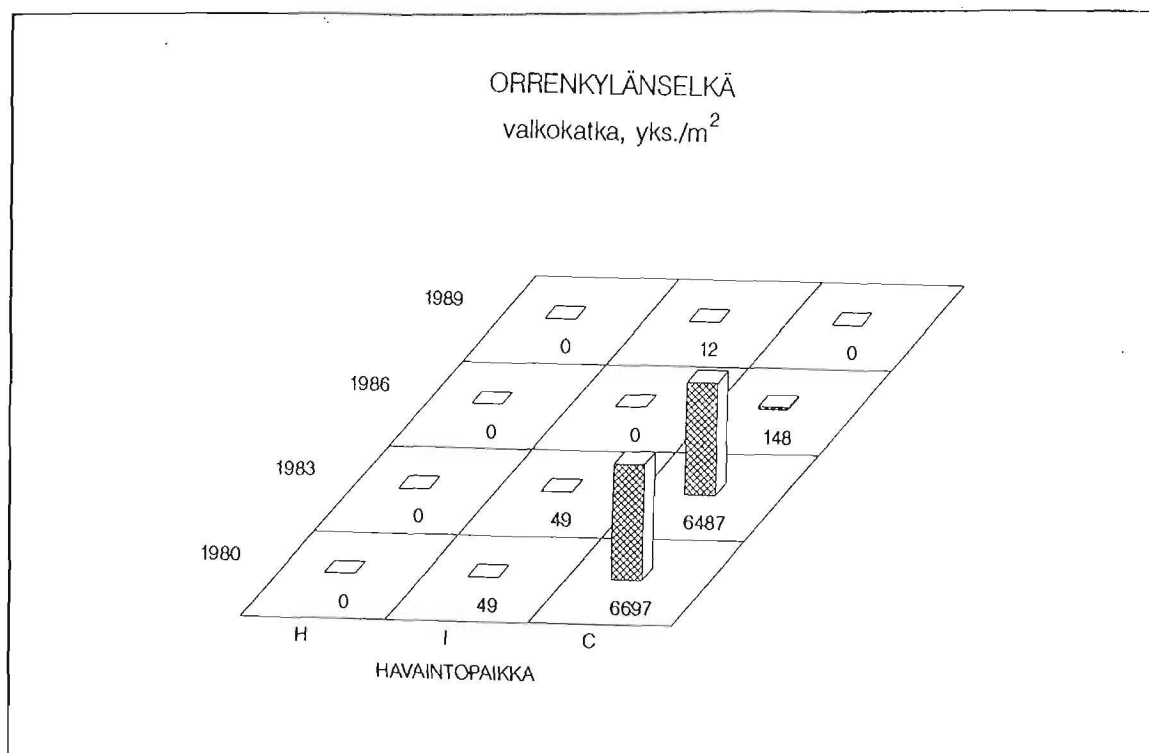 ORRENKYLÄNSELKÄ
valkokatka, yks./m²
1989
0 12 0
1986
0 0 148
1983
0 49 6487
1980
0 49 6697
H I C
HAVAINTOPAIKKA